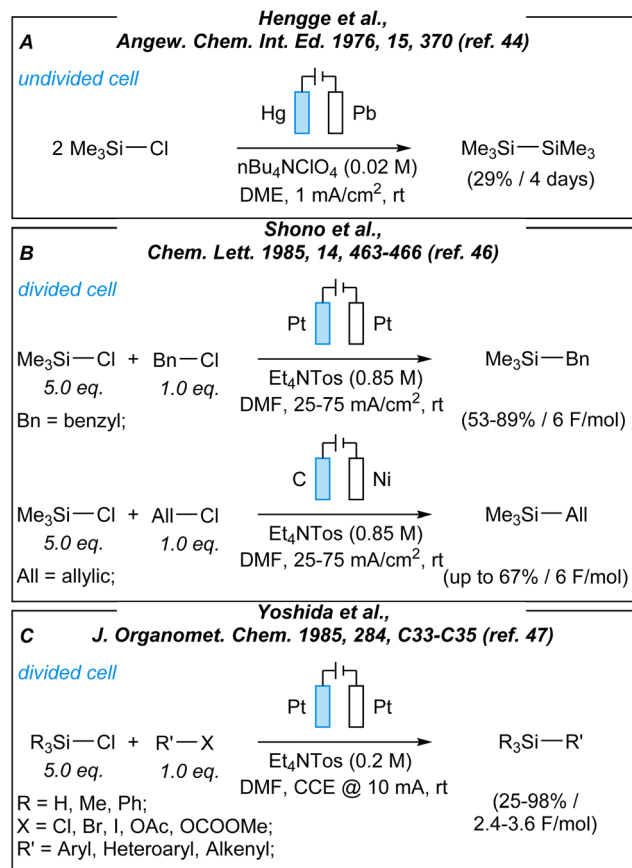 Hengge et al.,
A Angew. Chem. Int. Ed. 1976, 15, 370 (ref. 44)
undivided cell
Hg Pb
2 Me₃Si—Cl
nBu₄NClO₄ (0.02 M)
DME, 1 mA/cm², rt
Me₃Si—SiMe₃
(29% / 4 days)
Shono et al.,
B Chem. Lett. 1985, 14, 463-466 (ref. 46)
divided cell
Pt Pt
Me₃Si—Cl + Bn—Cl
5.0 eq. 1.0 eq.
Bn = benzyl;
Et₄NTos (0.85 M)
DMF, 25-75 mA/cm², rt
Me₃Si—Bn
(53-89% / 6 F/mol)
C Ni
Me₃Si—Cl + All—Cl
5.0 eq. 1.0 eq.
All = allylic;
Et₄NTos (0.85 M)
DMF, 25-75 mA/cm², rt
Me₃Si—All
(up to 67% / 6 F/mol)
Yoshida et al.,
C J. Organomet. Chem. 1985, 284, C33-C35 (ref. 47)
divided cell
Pt Pt
R₃Si—Cl + R'—X
5.0 eq. 1.0 eq.
Et₄NTos (0.2 M)
DMF, CCE @ 10 mA, rt
R₃Si—R'
(25-98% /
2.4-3.6 F/mol)
R = H, Me, Ph;
X = Cl, Br, I, OAc, OCOOMe;
R' = Aryl, Heteroaryl, Alkenyl;